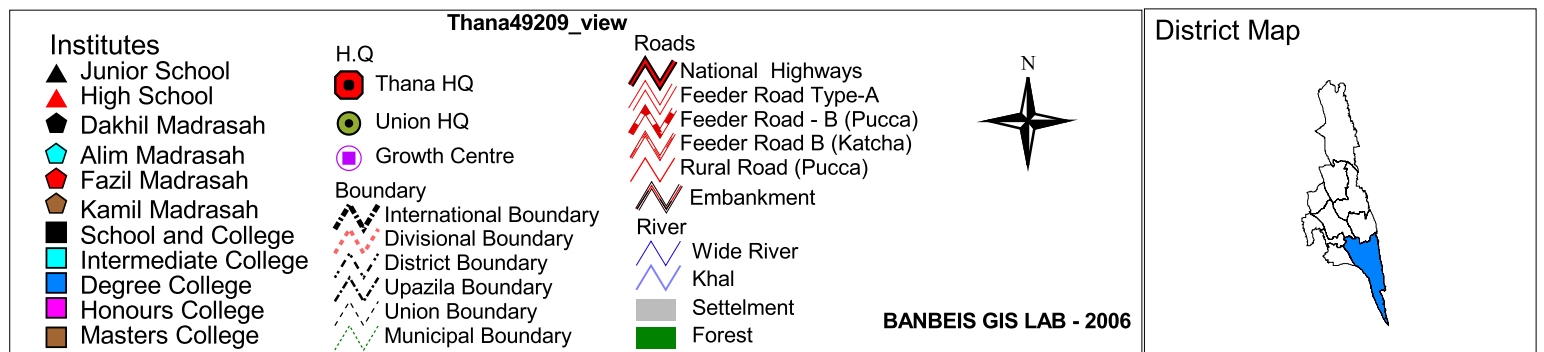 Thana49209_view
Institutes
Junior School
High School
Dakhil Madrasah
Alim Madrasah
Fazil Madrasah
Kamil Madrasah
School and College
Intermediate College
Degree College
Honours College
Masters College
H.Q
Thana HQ
Union HQ
Growth Centre
Boundary
International Boundary
Divisional Boundary
District Boundary
Upazila Boundary
Union Boundary
Municipal Boundary
Roads
National Highways
Feeder Road Type-A
Feeder Road - B (Pucca)
Feeder Road B (Katcha)
Rural Road (Pucca)
Embankment
River
Wide River
Khal
Settelment
Forest
N
BANBEIS GIS LAB - 2006
District Map